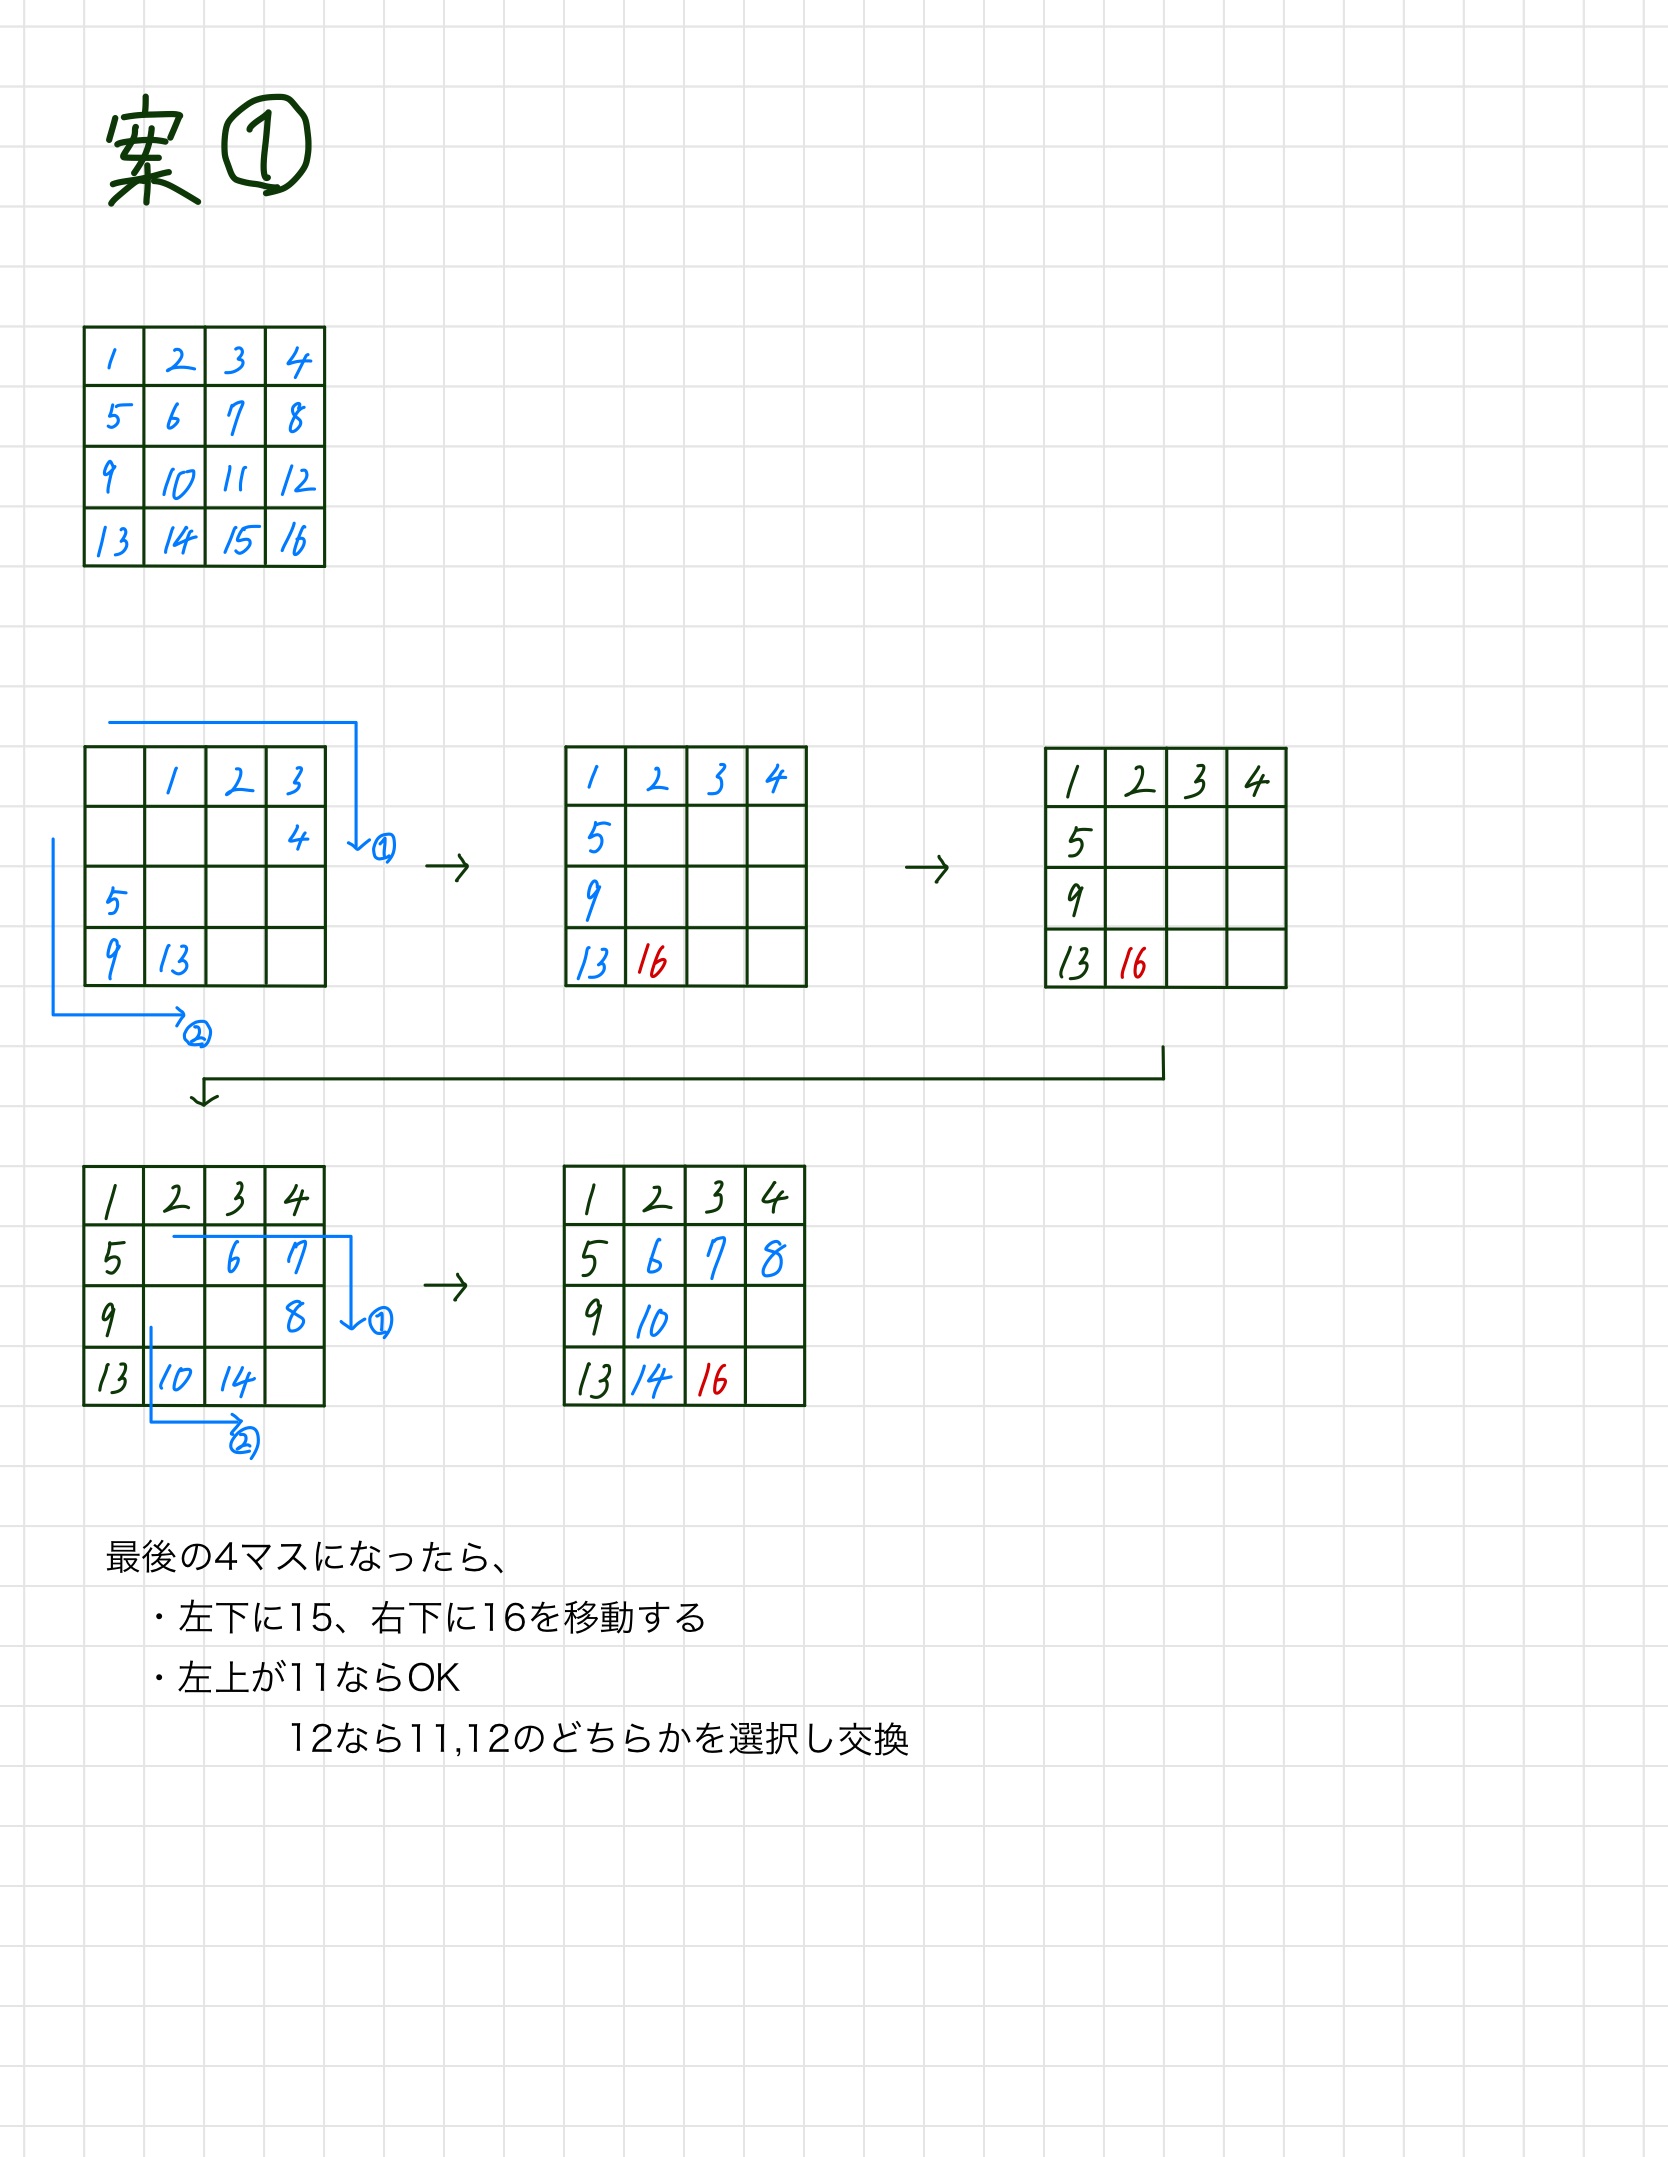 案①
1 2 3 4
5 6 7 8
9 10 11 12
13 14 15 16
1 2 3
4
5
9 13
①
②
→
1 2 3 4
5
9
13 16
→
1 2 3 4
5
9
13 16
1 2 3 4
5 6 7
9 8
13 10 14
①
②
→
1 2 3 4
5 6 7 8
9 10
13 14 16
最後の4マスになったら、
・左下に15、右下に16を移動する
・左上が11ならOK
12なら11,12のどちらかを選択し交換